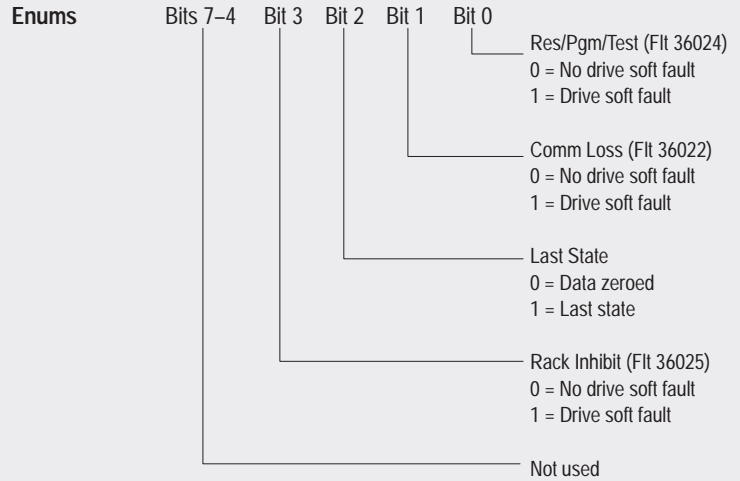 Enums Bits 7–4 Bit 3 Bit 2 Bit 1 Bit 0
Res/Pgm/Test (Flt 36024)
0 = No drive soft fault
1 = Drive soft fault
Comm Loss (Flt 36022)
0 = No drive soft fault
1 = Drive soft fault
Last State
0 = Data zeroed
1 = Last state
Rack Inhibit (Flt 36025)
0 = No drive soft fault
1 = Drive soft fault
Not used